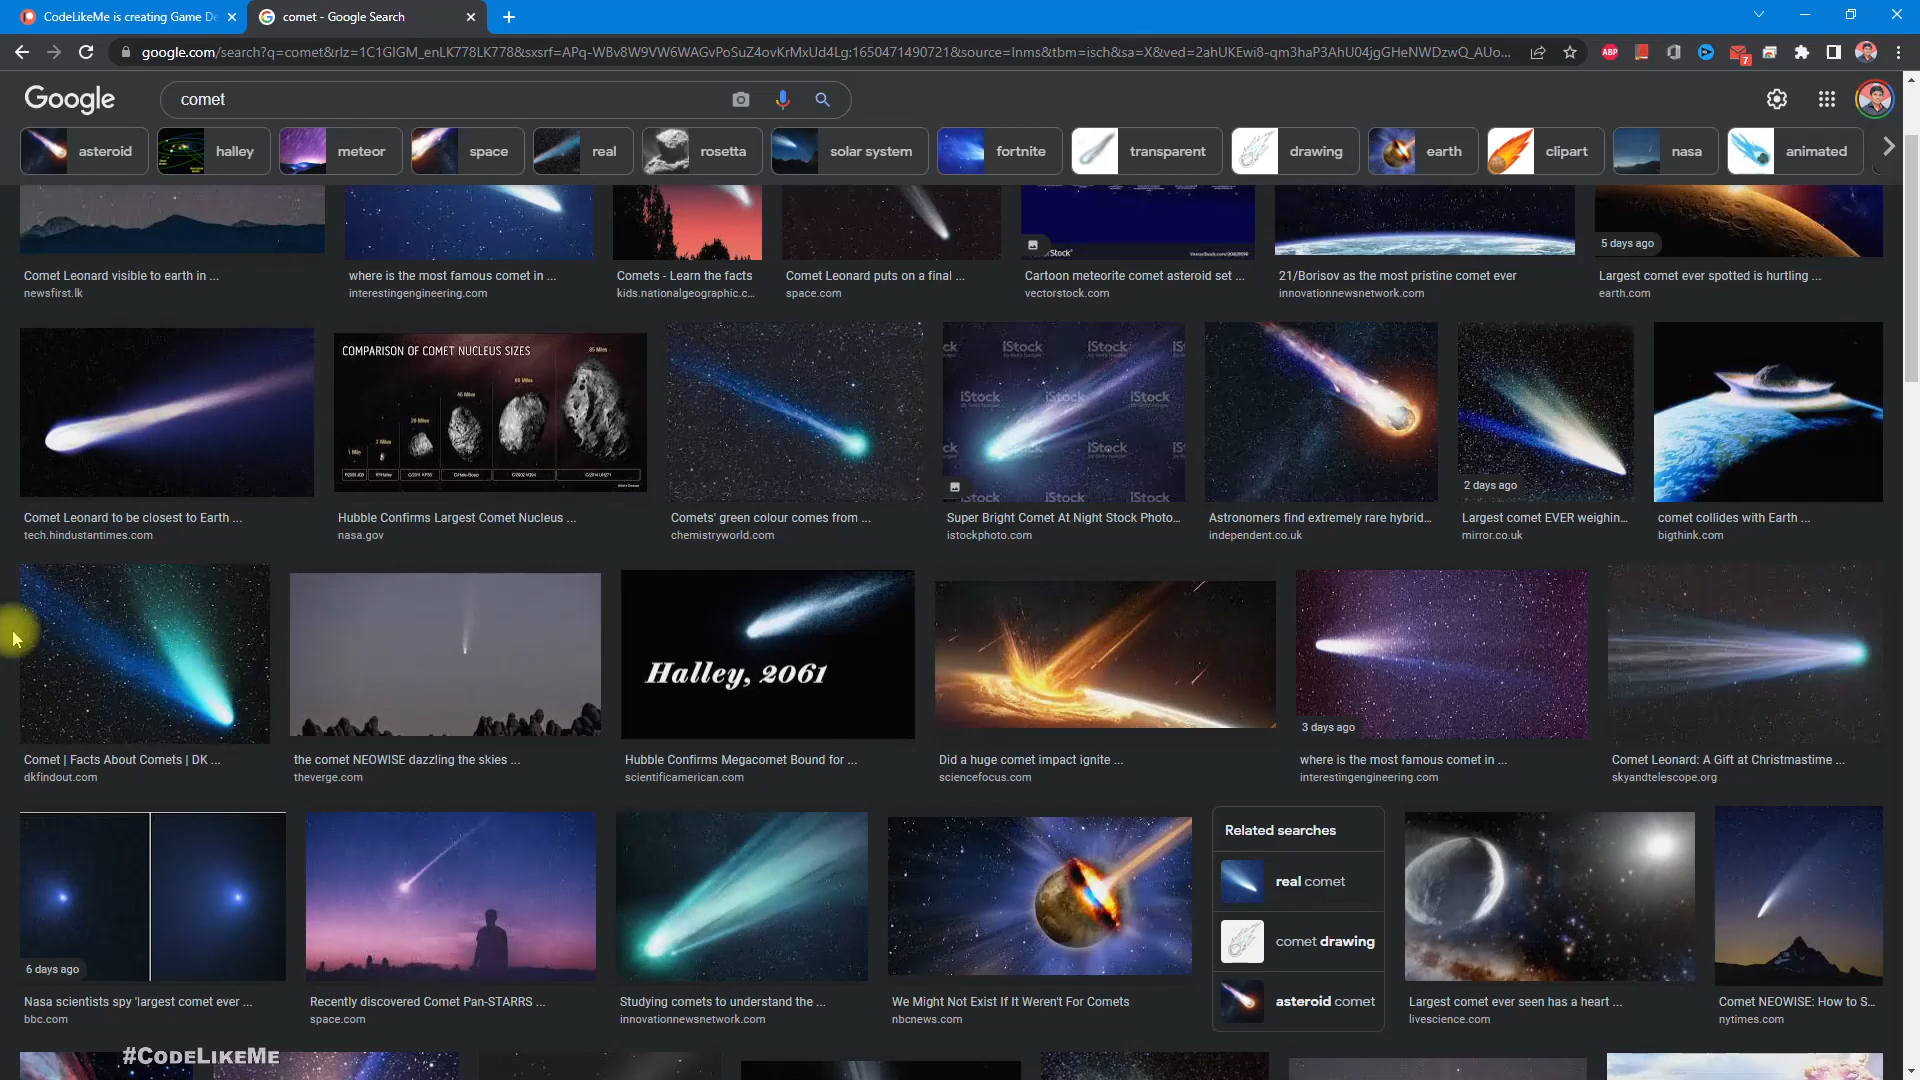 CodeLikeMe is creating Game De
comet - Google Search
google.com/search?q=comet&rlz=1C1GIGM_enLK778LK778&sxsrf=APq-WBv8W9VW6WAGvPoSuZ4ovKrMxUd4Lg:1650471490721&source=lnms&tbm=isch&sa=X&ved=2ahUKEwi8-qm3haP3AhU04jgGHeNWDzwQ_AUo...
ABP
7
Google
comet
asteroid
halley
meteor
space
real
rosetta
solar system
fortnite
transparent
drawing
earth
clipart
nasa
animated
5 days ago
Comet Leonard visible to earth in ...
newsfirst.lk
where is the most famous comet in ...
interestingengineering.com
Comets - Learn the facts
kids.nationalgeographic.c...
Comet Leonard puts on a final ...
space.com
Cartoon meteorite comet asteroid set ...
vectorstock.com
21/Borisov as the most pristine comet ever
innovationnewsnetwork.com
Largest comet ever spotted is hurtling ...
earth.com
COMPARISON OF COMET NUCLEUS SIZES
iStock
iStock
iStock
iStock
iStock
iStock
iStock
2 days ago
Comet Leonard to be closest to Earth ...
tech.hindustantimes.com
Hubble Confirms Largest Comet Nucleus ...
nasa.gov
Comets' green colour comes from ...
chemistryworld.com
Super Bright Comet At Night Stock Photo...
istockphoto.com
Astronomers find extremely rare hybrid...
independent.co.uk
Largest comet EVER weighin...
mirror.co.uk
comet collides with Earth ...
bigthink.com
Halley, 2061
3 days ago
Comet | Facts About Comets | DK ...
dkfindout.com
the comet NEOWISE dazzling the skies ...
theverge.com
Hubble Confirms Megacomet Bound for ...
scientificamerican.com
Did a huge comet impact ignite ...
sciencefocus.com
where is the most famous comet in ...
interestingengineering.com
Comet Leonard: A Gift at Christmastime ...
skyandtelescope.org
Related searches
real comet
comet drawing
asteroid comet
6 days ago
Nasa scientists spy 'largest comet ever ...
bbc.com
Recently discovered Comet Pan-STARRS ...
space.com
Studying comets to understand the ...
innovationnewsnetwork.com
We Might Not Exist If It Weren't For Comets
nbcnews.com
Largest comet ever seen has a heart ...
livescience.com
Comet NEOWISE: How to S...
nytimes.com
#CodeLikeMe